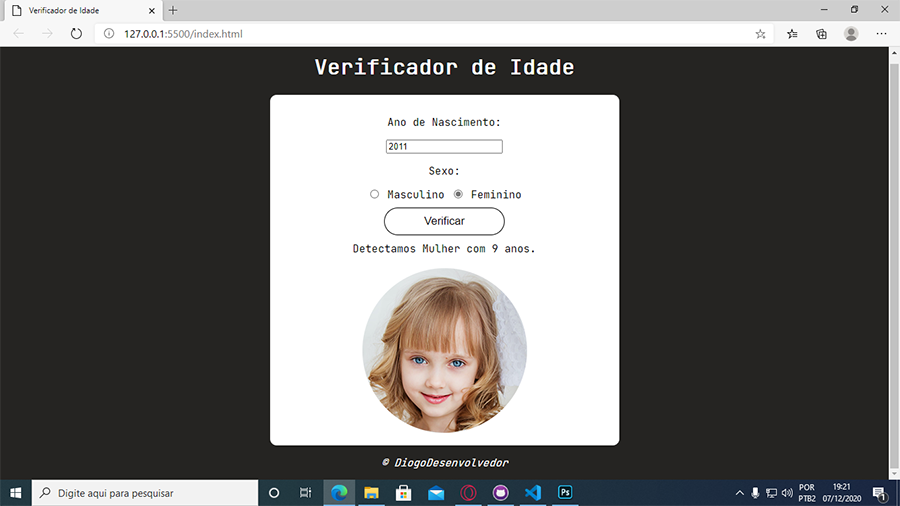 Verificador de Idade
127.0.0.1:5500/index.html
Verificador de Idade
Ano de Nascimento:
2011
Sexo:
Masculino Feminino
Verificar
Detectamos Mulher com 9 anos.
© DiogoDesenvolvedor
Digite aqui para pesquisar
Ps
POR
PTB2
19:21
07/12/2020
1